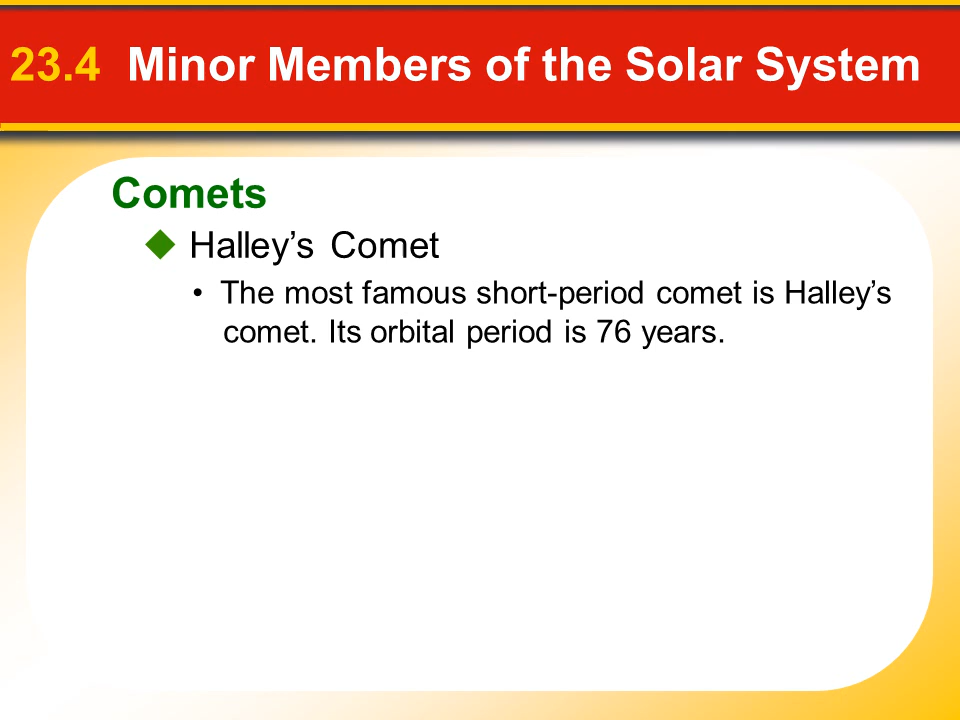 23.4 Minor Members of the Solar System
Comets
◆ Halley’s Comet
• The most famous short-period comet is Halley’s
comet. Its orbital period is 76 years.